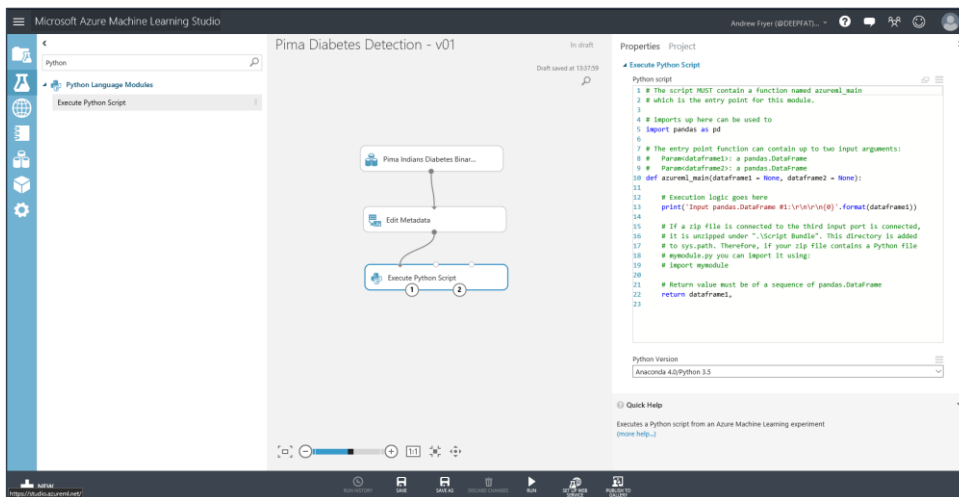 Microsoft Azure Machine Learning Studio
Andrew Fryer (@DEEPFAT)...
Python
Python Language Modules
Execute Python Script
Pima Diabetes Detection - v01
In draft
Draft saved at 13:37:59
Pima Indians Diabetes Binar...
Edit Metadata
Execute Python Script
1
2
1:1
Properties Project
Execute Python Script
Python script
1 # The script MUST contain a function named azureml_main
2 # which is the entry point for this module.
3
4 # imports up here can be used to
5 import pandas as pd
6
7 # The entry point function can contain up to two input arguments:
8 #   Param<dataframe1>: a pandas.DataFrame
9 #   Param<dataframe2>: a pandas.DataFrame
10 def azureml_main(dataframe1 = None, dataframe2 = None):
11
12     # Execution logic goes here
13     print('Input pandas.DataFrame #1:\r\n\r\n{0}'.format(dataframe1))
14
15     # If a zip file is connected to the third input port is connected,
16     # it is unzipped under ".\Script Bundle". This directory is added
17     # to sys.path. Therefore, if your zip file contains a Python file
18     # mymodule.py you can import it using:
19     # import mymodule
20
21     # Return value must be of a sequence of pandas.DataFrame
22     return dataframe1,
23
Python Version
Anaconda 4.0/Python 3.5
Quick Help
Executes a Python script from an Azure Machine Learning experiment
(more help...)
NEW
RUN HISTORY
SAVE
SAVE AS
DISCARD CHANGES
RUN
SET UP WEB SERVICE
PUBLISH TO GALLERY
https://studio.azureml.net/